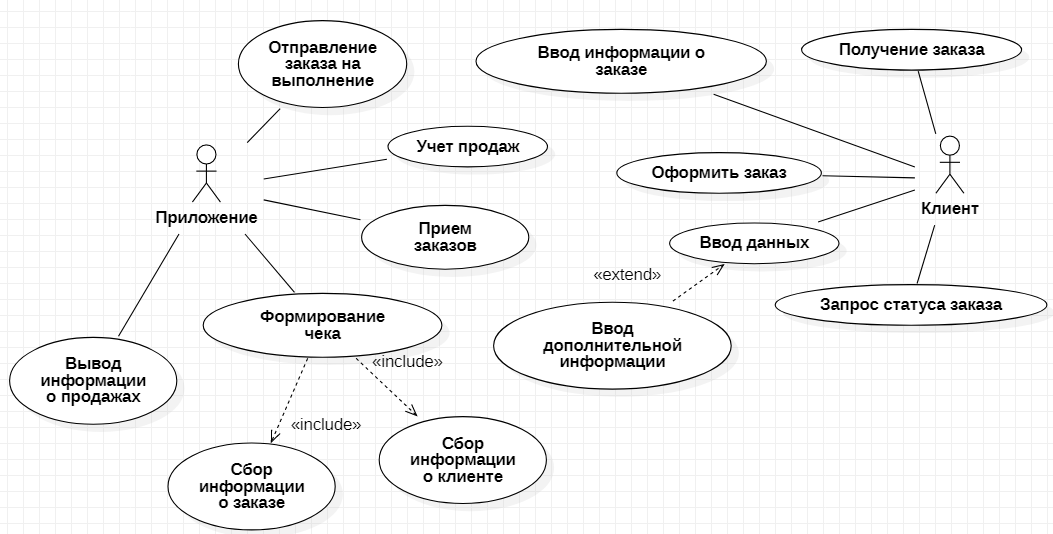 Отправление
заказа на
выполнение
Ввод информации о
заказе
Получение заказа
Учет продаж
Оформить заказ
Приложение
Клиент
Прием
заказов
Ввод данных
«extend»
Запрос статуса заказа
Формирование
чека
Ввод
дополнительной
информации
«include»
Вывод
информации
о продажах
«include»
Сбор
информации
о клиенте
Сбор
информации
о заказе